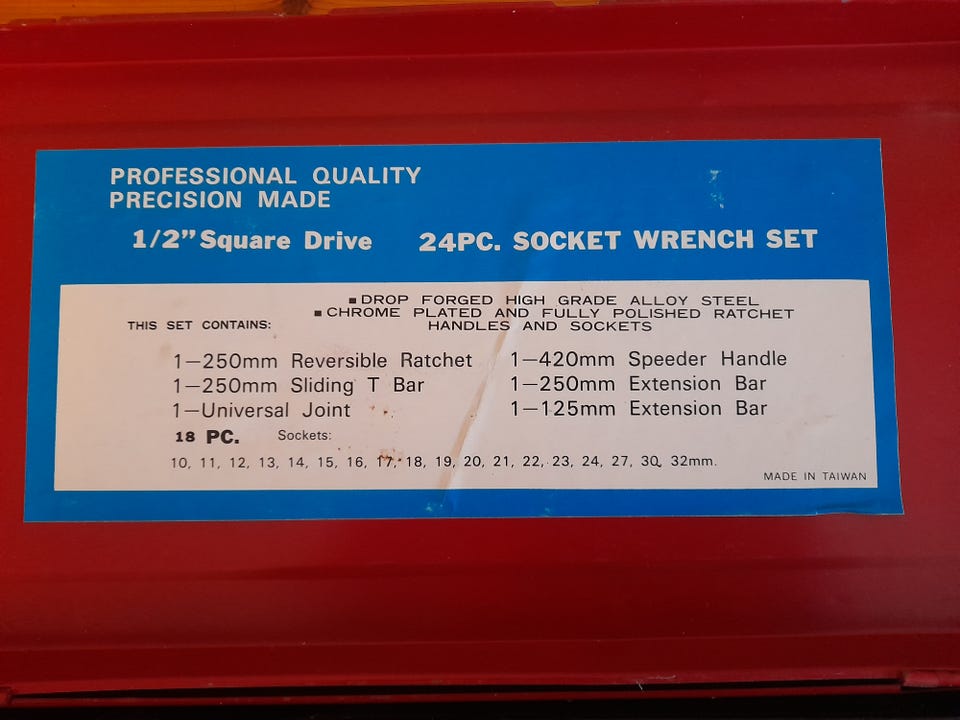 PROFESSIONAL QUALITY
PRECISION MADE
1/2” Square Drive 24PC. SOCKET WRENCH SET
▪ DROP FORGED HIGH GRADE ALLOY STEEL
▪ CHROME PLATED AND FULLY POLISHED RATCHET
THIS SET CONTAINS: HANDLES AND SOCKETS
1—250mm Reversible Ratchet 1—420mm Speeder Handle
1—250mm Sliding T Bar 1—250mm Extension Bar
1—Universal Joint 1—125mm Extension Bar
18 PC. Sockets:
10, 11, 12, 13, 14, 15, 16, 17, 18, 19, 20, 21, 22, 23, 24, 27, 30, 32mm.
MADE IN TAIWAN